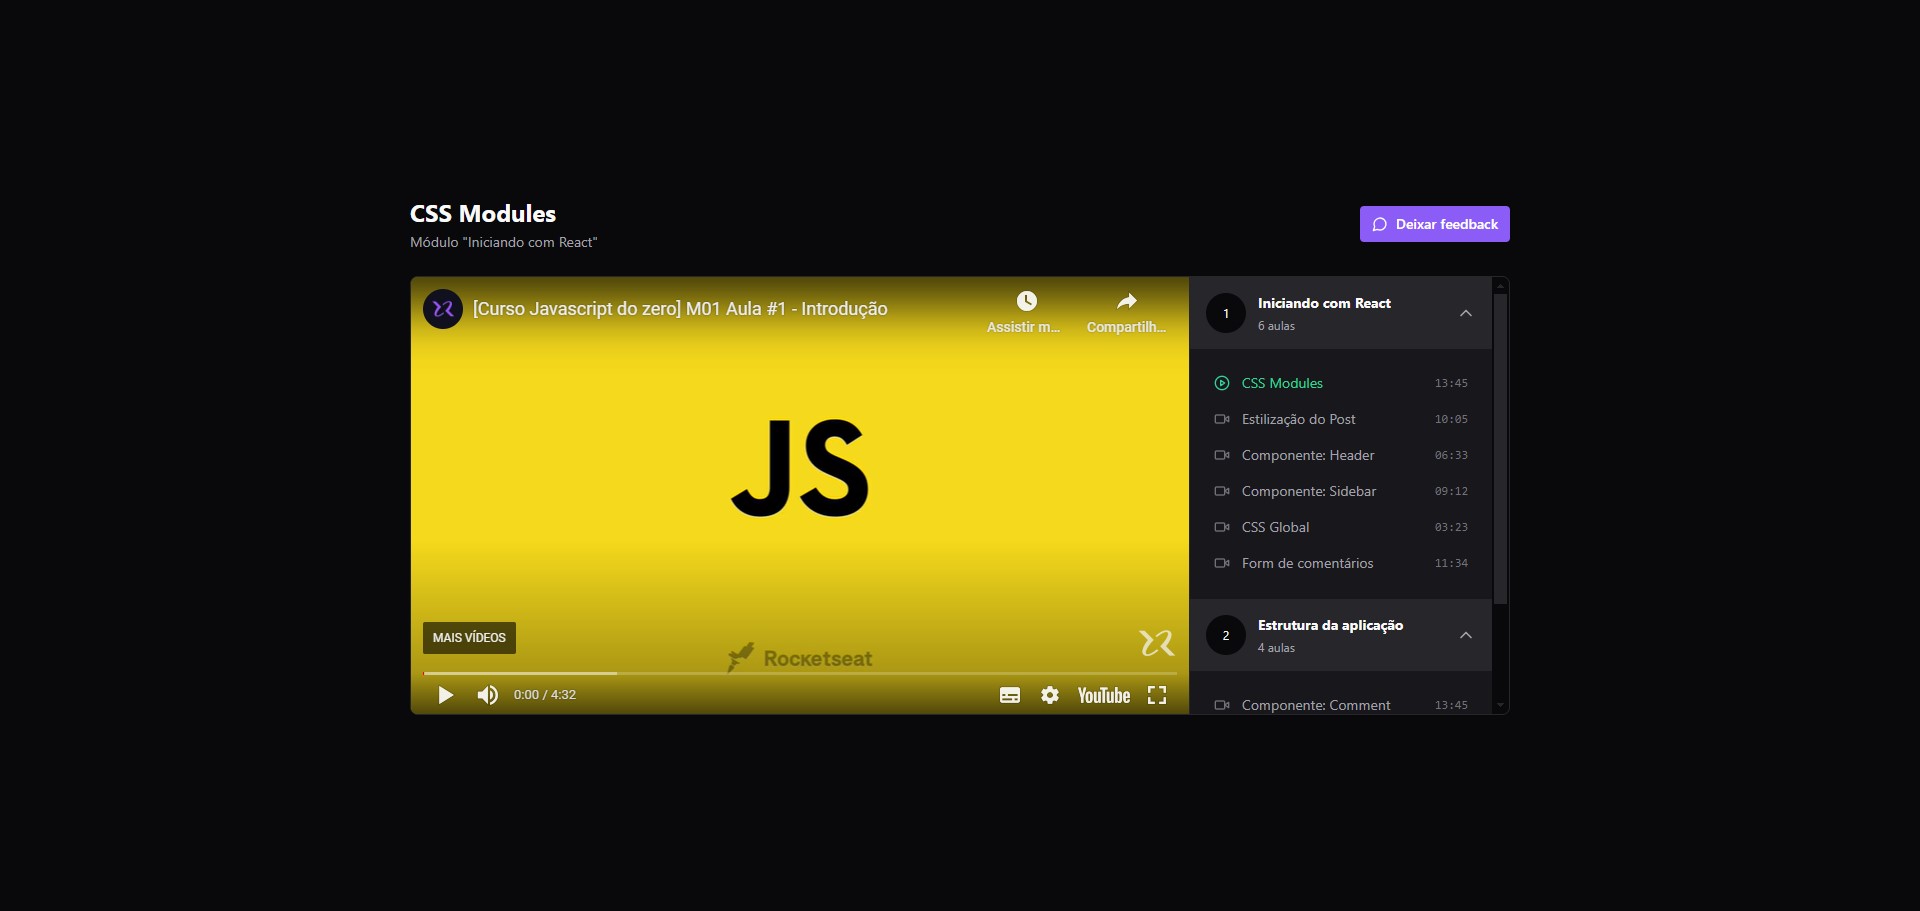 CSS Modules
Módulo "Iniciando com React"
Deixar feedback
[Curso Javascript do zero] M01 Aula #1 - Introdução
Assistir m...
Compartilh...
JS
MAIS VÍDEOS
Rocketseat
0:00 / 4:32
YouTube
1
Iniciando com React
6 aulas
CSS Modules 13:45
Estilização do Post 10:05
Componente: Header 06:33
Componente: Sidebar 09:12
CSS Global 03:23
Form de comentários 11:34
2
Estrutura da aplicação
4 aulas
Componente: Comment 13:45